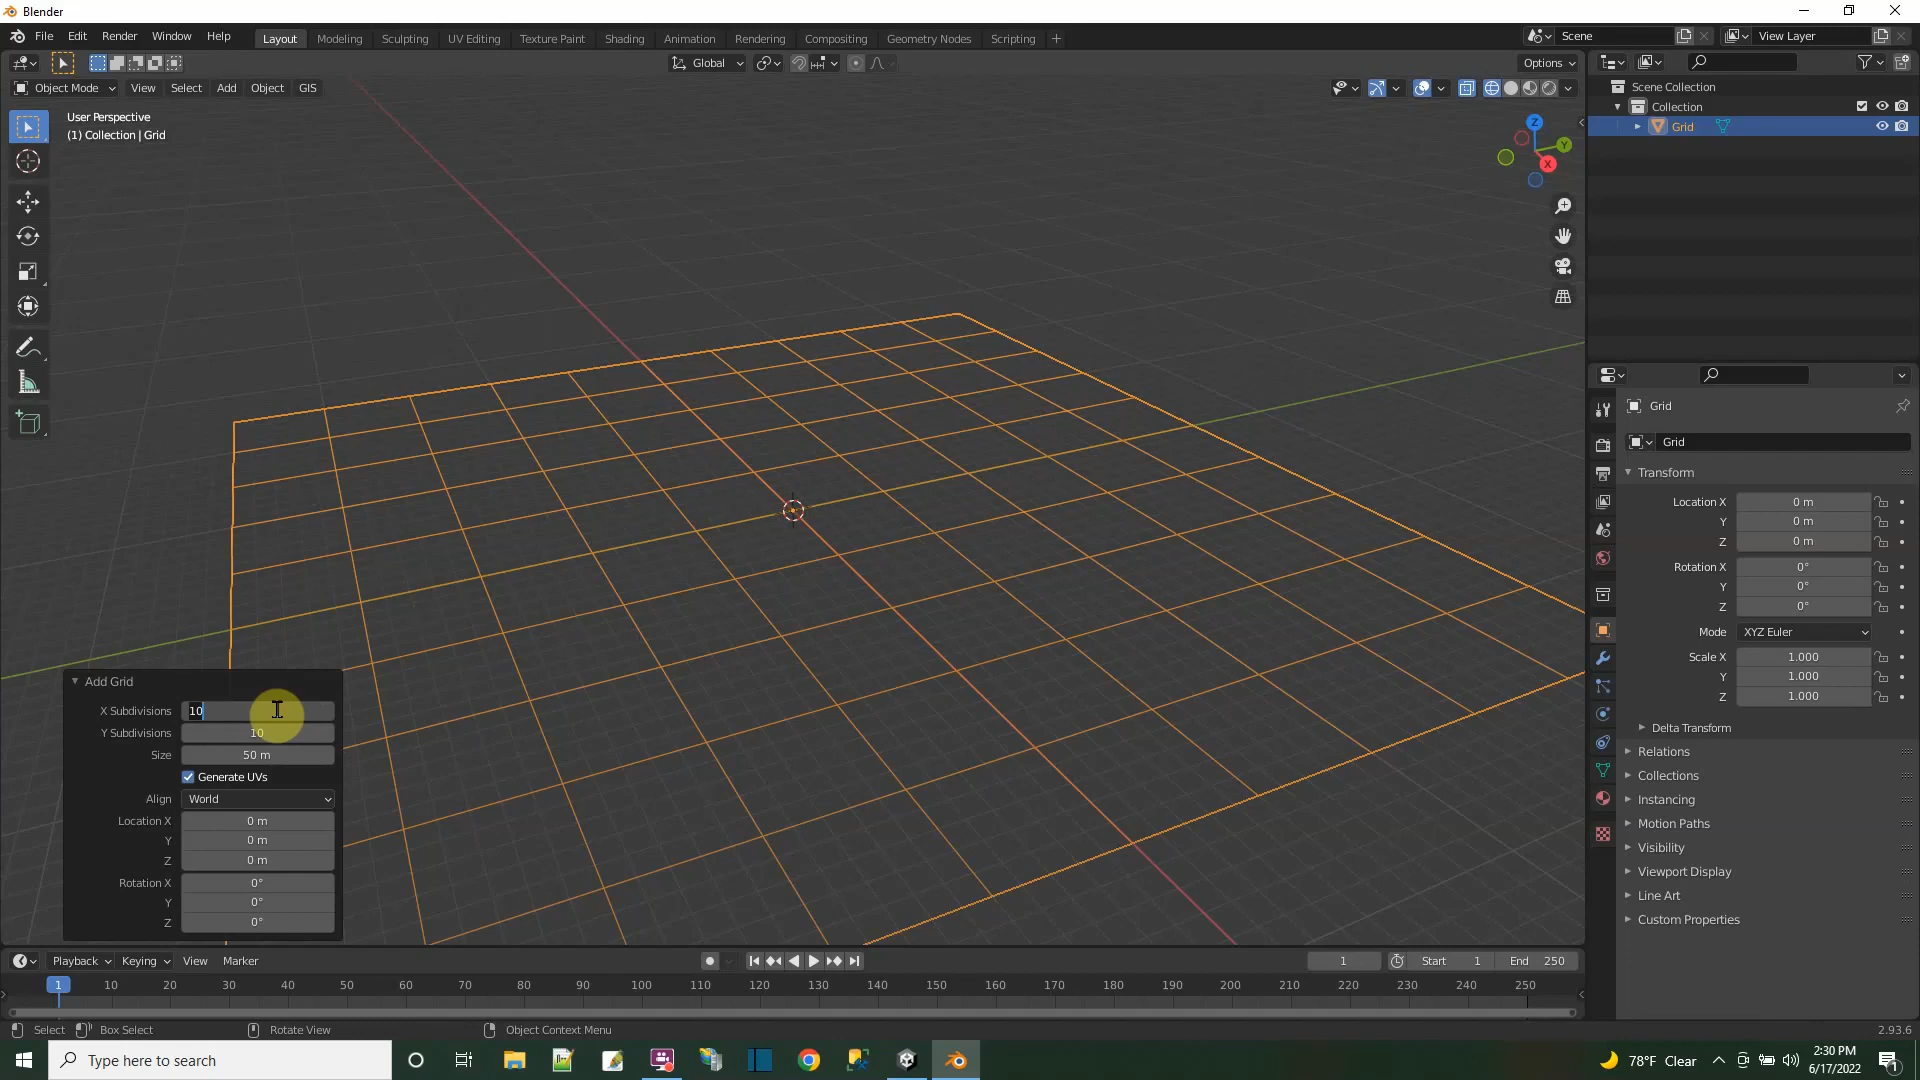 Blender
File Edit Render Window Help
Layout Modeling Sculpting UV Editing Texture Paint Shading Animation Rendering Compositing Geometry Nodes Scripting +
Scene
View Layer
Global
Options
Object Mode View Select Add Object GIS
User Perspective
(1) Collection | Grid
Z
Y
X
Scene Collection
Collection
Grid
Grid
Grid
Transform
Location X 0 m
Y 0 m
Z 0 m
Rotation X 0°
Y 0°
Z 0°
Mode XYZ Euler
Scale X 1.000
Y 1.000
Z 1.000
Delta Transform
Relations
Collections
Instancing
Motion Paths
Visibility
Viewport Display
Line Art
Custom Properties
Add Grid
X Subdivisions 10
Y Subdivisions 10
Size 50 m
Generate UVs
Align World
Location X 0 m
Y 0 m
Z 0 m
Rotation X 0°
Y 0°
Z 0°
Playback Keying View Marker
1 Start 1 End 250
1 10 20 30 40 50 60 70 80 90 100 110 120 130 140 150 160 170 180 190 200 210 220 230 240 250
Select Box Select Rotate View Object Context Menu
2.93.6
Type here to search
78°F Clear
2:30 PM
6/17/2022
1